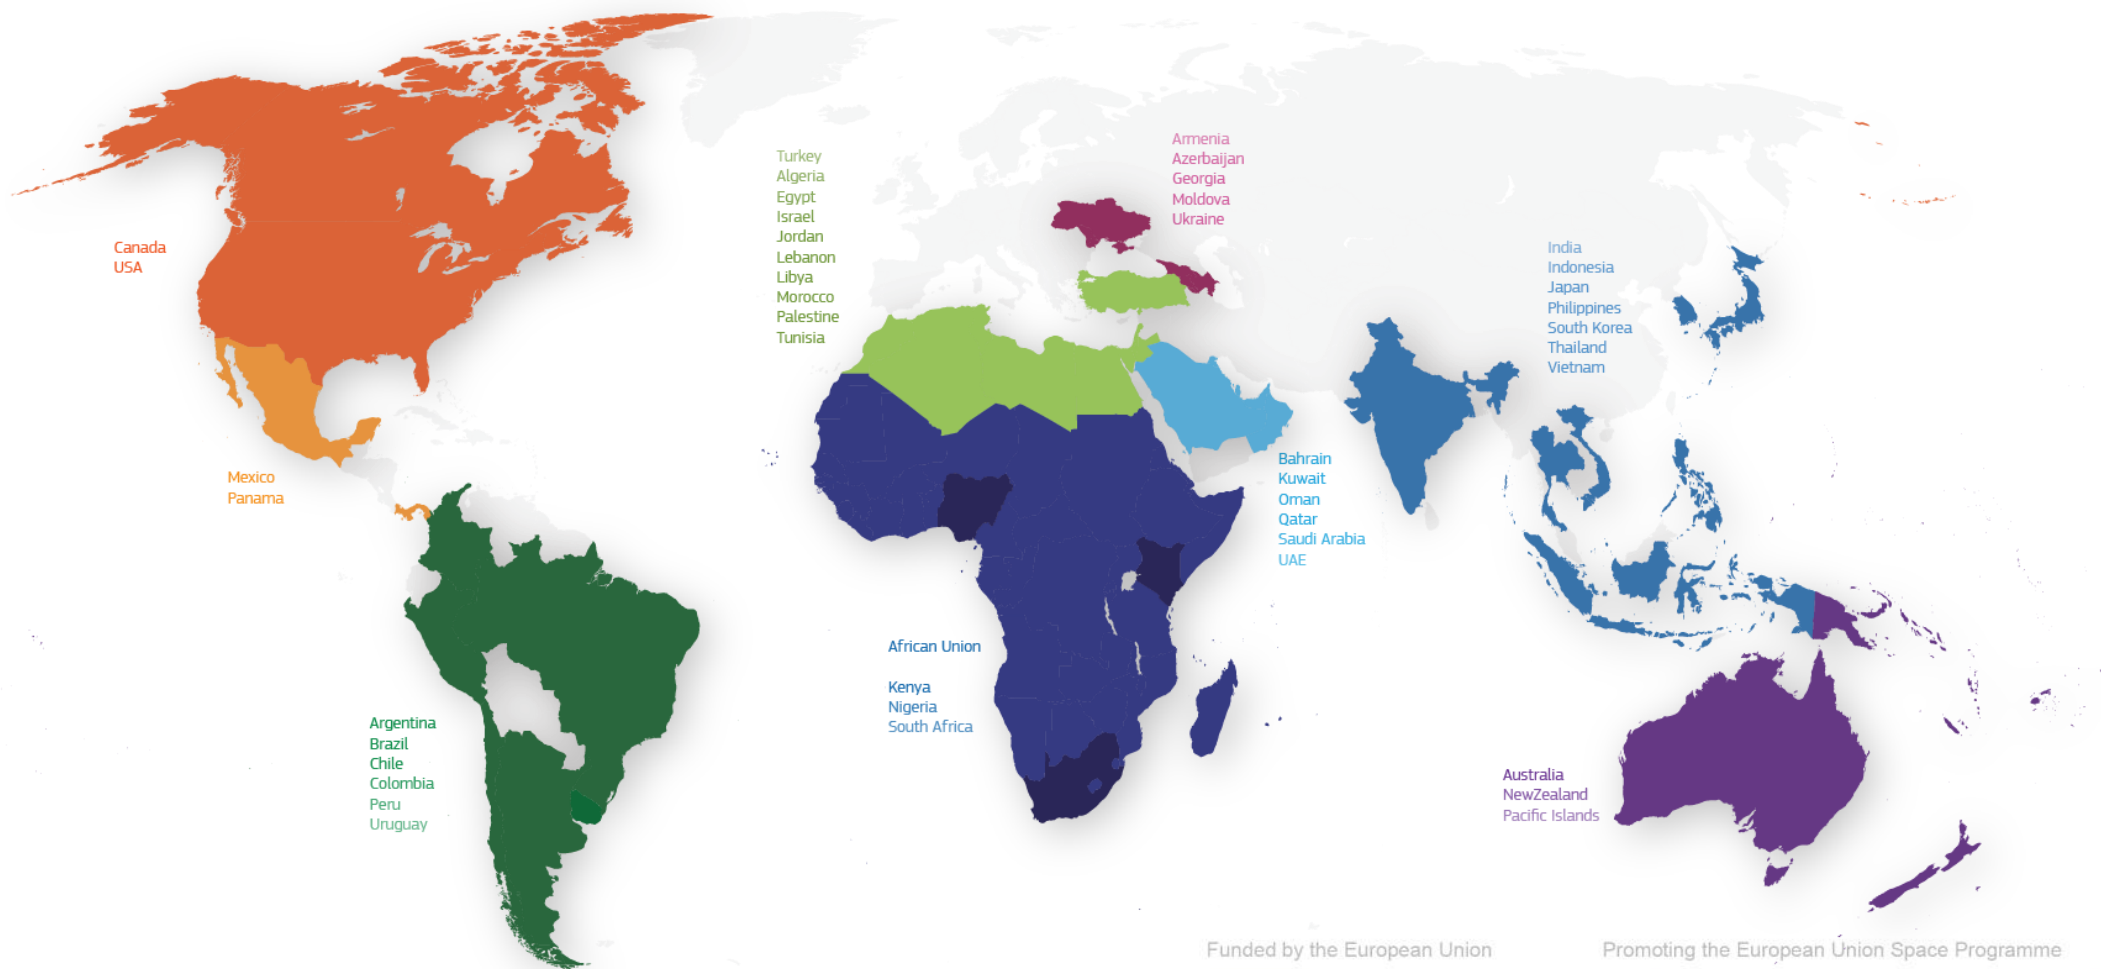 Canada
USA
Mexico
Panama
Argentina
Brazil
Chile
Colombia
Peru
Uruguay
Turkey
Algeria
Egypt
Israel
Jordan
Lebanon
Libya
Morocco
Palestine
Tunisia
Armenia
Azerbaijan
Georgia
Moldova
Ukraine
African Union
Kenya
Nigeria
South Africa
Bahrain
Kuwait
Oman
Qatar
Saudi Arabia
UAE
India
Indonesia
Japan
Philippines
South Korea
Thailand
Vietnam
Australia
NewZealand
Pacific Islands
Funded by the European Union
Promoting the European Union Space Programme